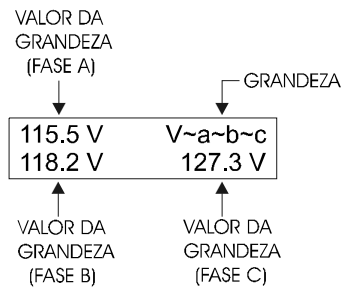 VALOR DA
GRANDEZA
(FASE A)
GRANDEZA
115.5 V V~a~b~c
118.2 V 127.3 V
VALOR DA
GRANDEZA
(FASE B)
VALOR DA
GRANDEZA
(FASE C)